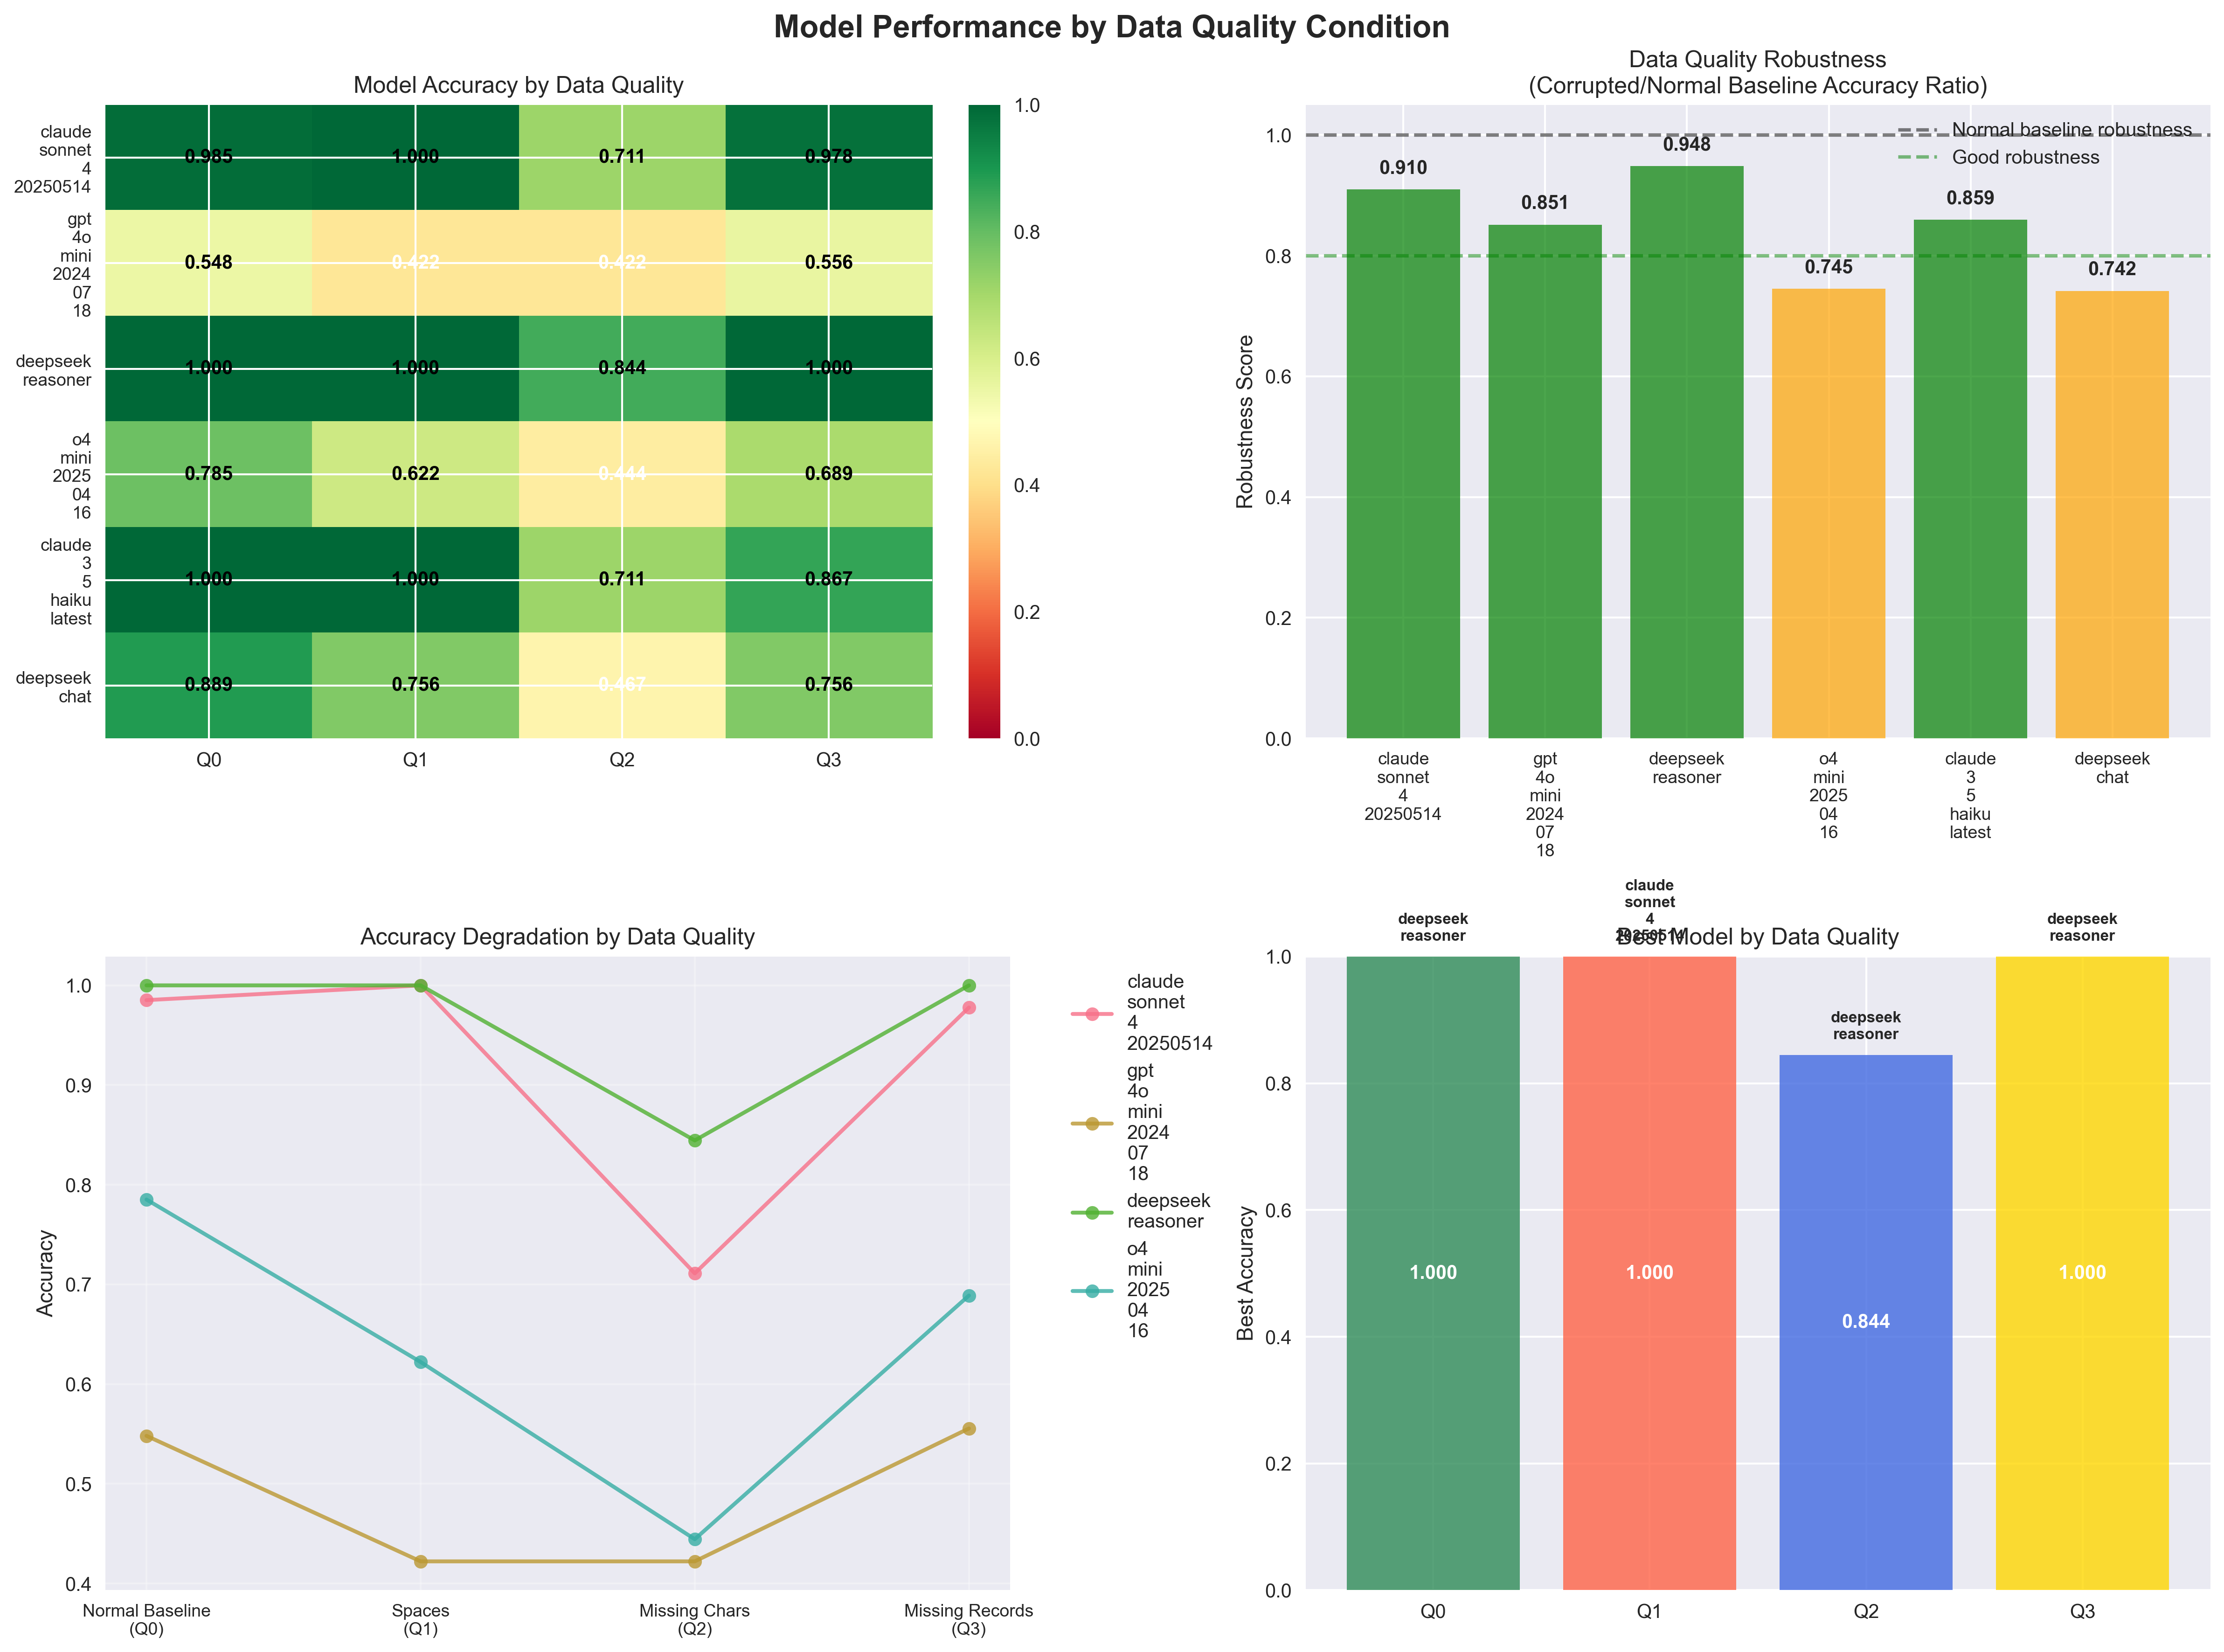 Model Performance by Data Quality Condition
Model Accuracy by Data Quality
claude
sonnet
4
20250514
gpt
4o
mini
2024
07
18
deepseek
reasoner
o4
mini
2025
04
16
claude
3
5
haiku
latest
deepseek
chat
0.985 1.000 0.711 0.978
0.548 0.422 0.422 0.556
1.000 1.000 0.844 1.000
0.785 0.622 0.444 0.689
1.000 1.000 0.711 0.867
0.889 0.756 0.467 0.756
Q0 Q1 Q2 Q3
1.0
0.8
0.6
0.4
0.2
0.0
Data Quality Robustness
(Corrupted/Normal Baseline Accuracy Ratio)
Robustness Score
1.0
0.8
0.6
0.4
0.2
0.0
Normal baseline robustness
Good robustness
0.910
0.851
0.948
0.745
0.859
0.742
claude
sonnet
4
20250514
gpt
4o
mini
2024
07
18
deepseek
reasoner
o4
mini
2025
04
16
claude
3
5
haiku
latest
deepseek
chat
Accuracy Degradation by Data Quality
Accuracy
1.0
0.9
0.8
0.7
0.6
0.5
0.4
Normal Baseline
(Q0)
Spaces
(Q1)
Missing Chars
(Q2)
Missing Records
(Q3)
claude
sonnet
4
20250514
gpt
4o
mini
2024
07
18
deepseek
reasoner
o4
mini
2025
04
16
Best Model by Data Quality
Best Accuracy
1.0
0.8
0.6
0.4
0.2
0.0
deepseek
reasoner
claude
sonnet
4
20250514
deepseek
reasoner
deepseek
reasoner
1.000
1.000
0.844
1.000
Q0 Q1 Q2 Q3